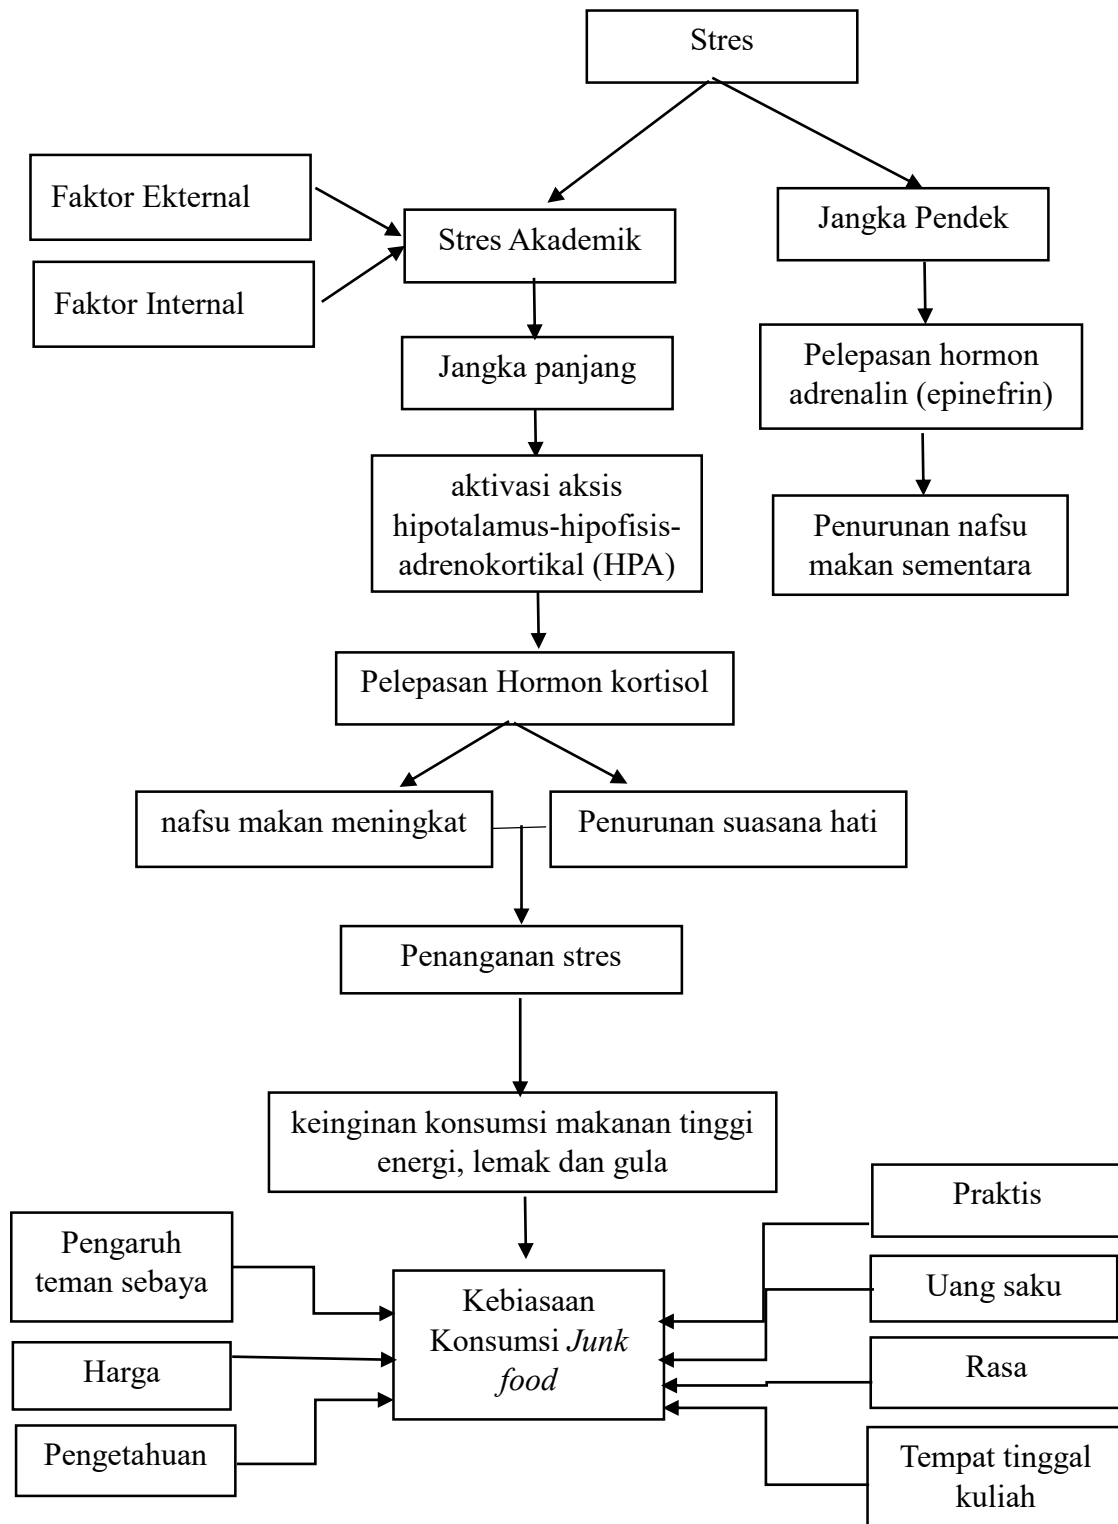 Stres
Faktor Ekternal
Faktor Internal
Stres Akademik
Jangka Pendek
Jangka panjang
Pelepasan hormon
adrenalin (epinefrin)
aktivasi aksis
hipotalamus-hipofisis-
adrenokortikal (HPA)
Penurunan nafsu
makan sementara
Pelepasan Hormon kortisol
nafsu makan meningkat
Penurunan suasana hati
Penanganan stres
keinginan konsumsi makanan tinggi
energi, lemak dan gula
Pengaruh
teman sebaya
Harga
Pengetahuan
Kebiasaan
Konsumsi Junk
food
Praktis
Uang saku
Rasa
Tempat tinggal
kuliah